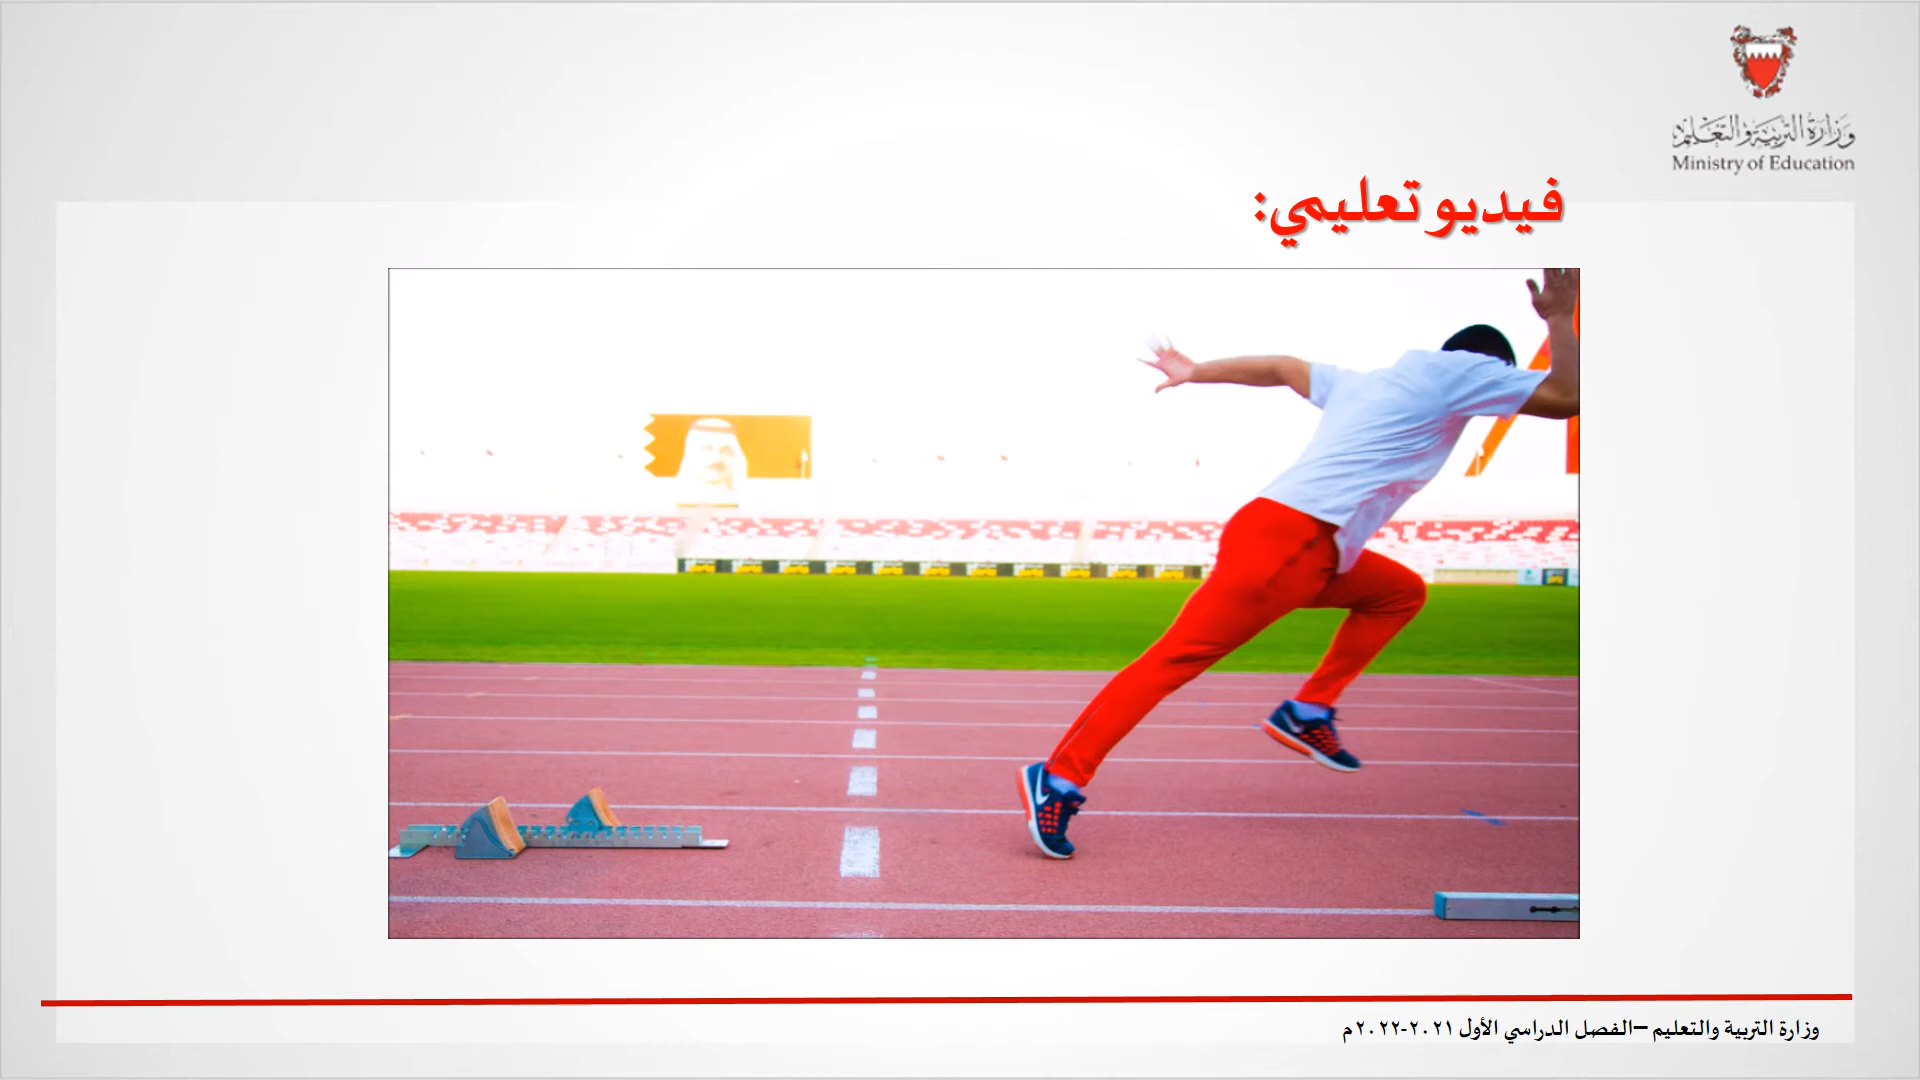 وزارة التربية والتعليم
Ministry of Education
فيديو تعليمي:
وزارة التربية والتعليم –الفصل الدراسي الأول ٢٠٢١-٢٠٢٢م